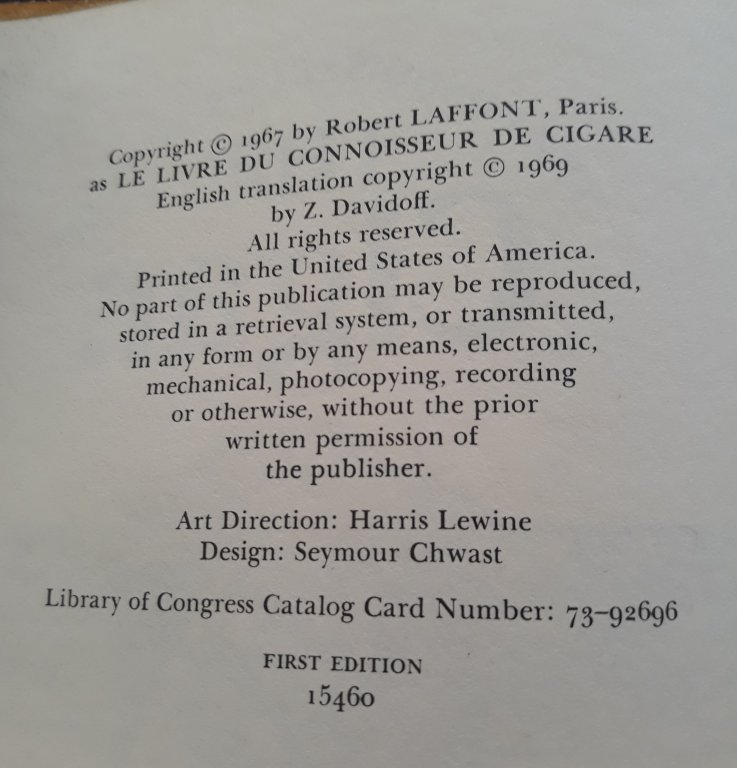 Copyright © 1967 by Robert LAFFONT, Paris.
as LE LIVRE DU CONNOISSEUR DE CIGARE
English translation copyright © 1969
by Z. Davidoff.
All rights reserved.
Printed in the United States of America.
No part of this publication may be reproduced,
stored in a retrieval system, or transmitted,
in any form or by any means, electronic,
mechanical, photocopying, recording
or otherwise, without the prior
written permission of
the publisher.
Art Direction: Harris Lewine
Design: Seymour Chwast
Library of Congress Catalog Card Number: 73-92696
FIRST EDITION
15460